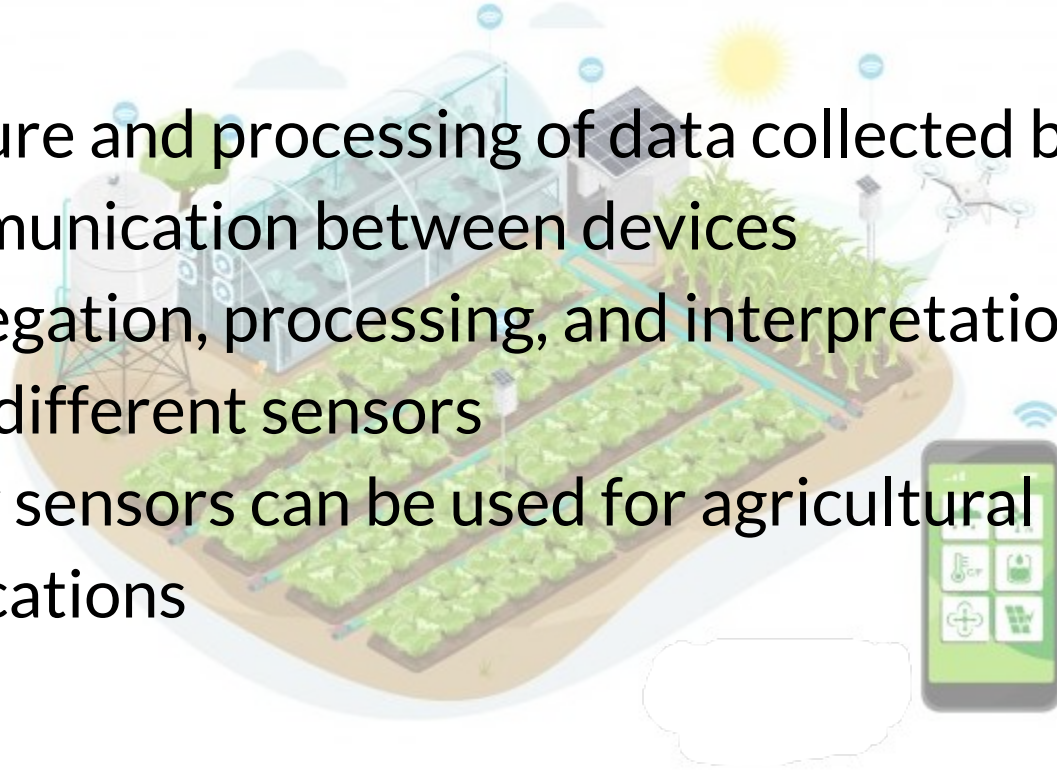 ure and processing of data collected b
munication between devices
egation, processing, and interpretatio
different sensors
sensors can be used for agricultural
cations